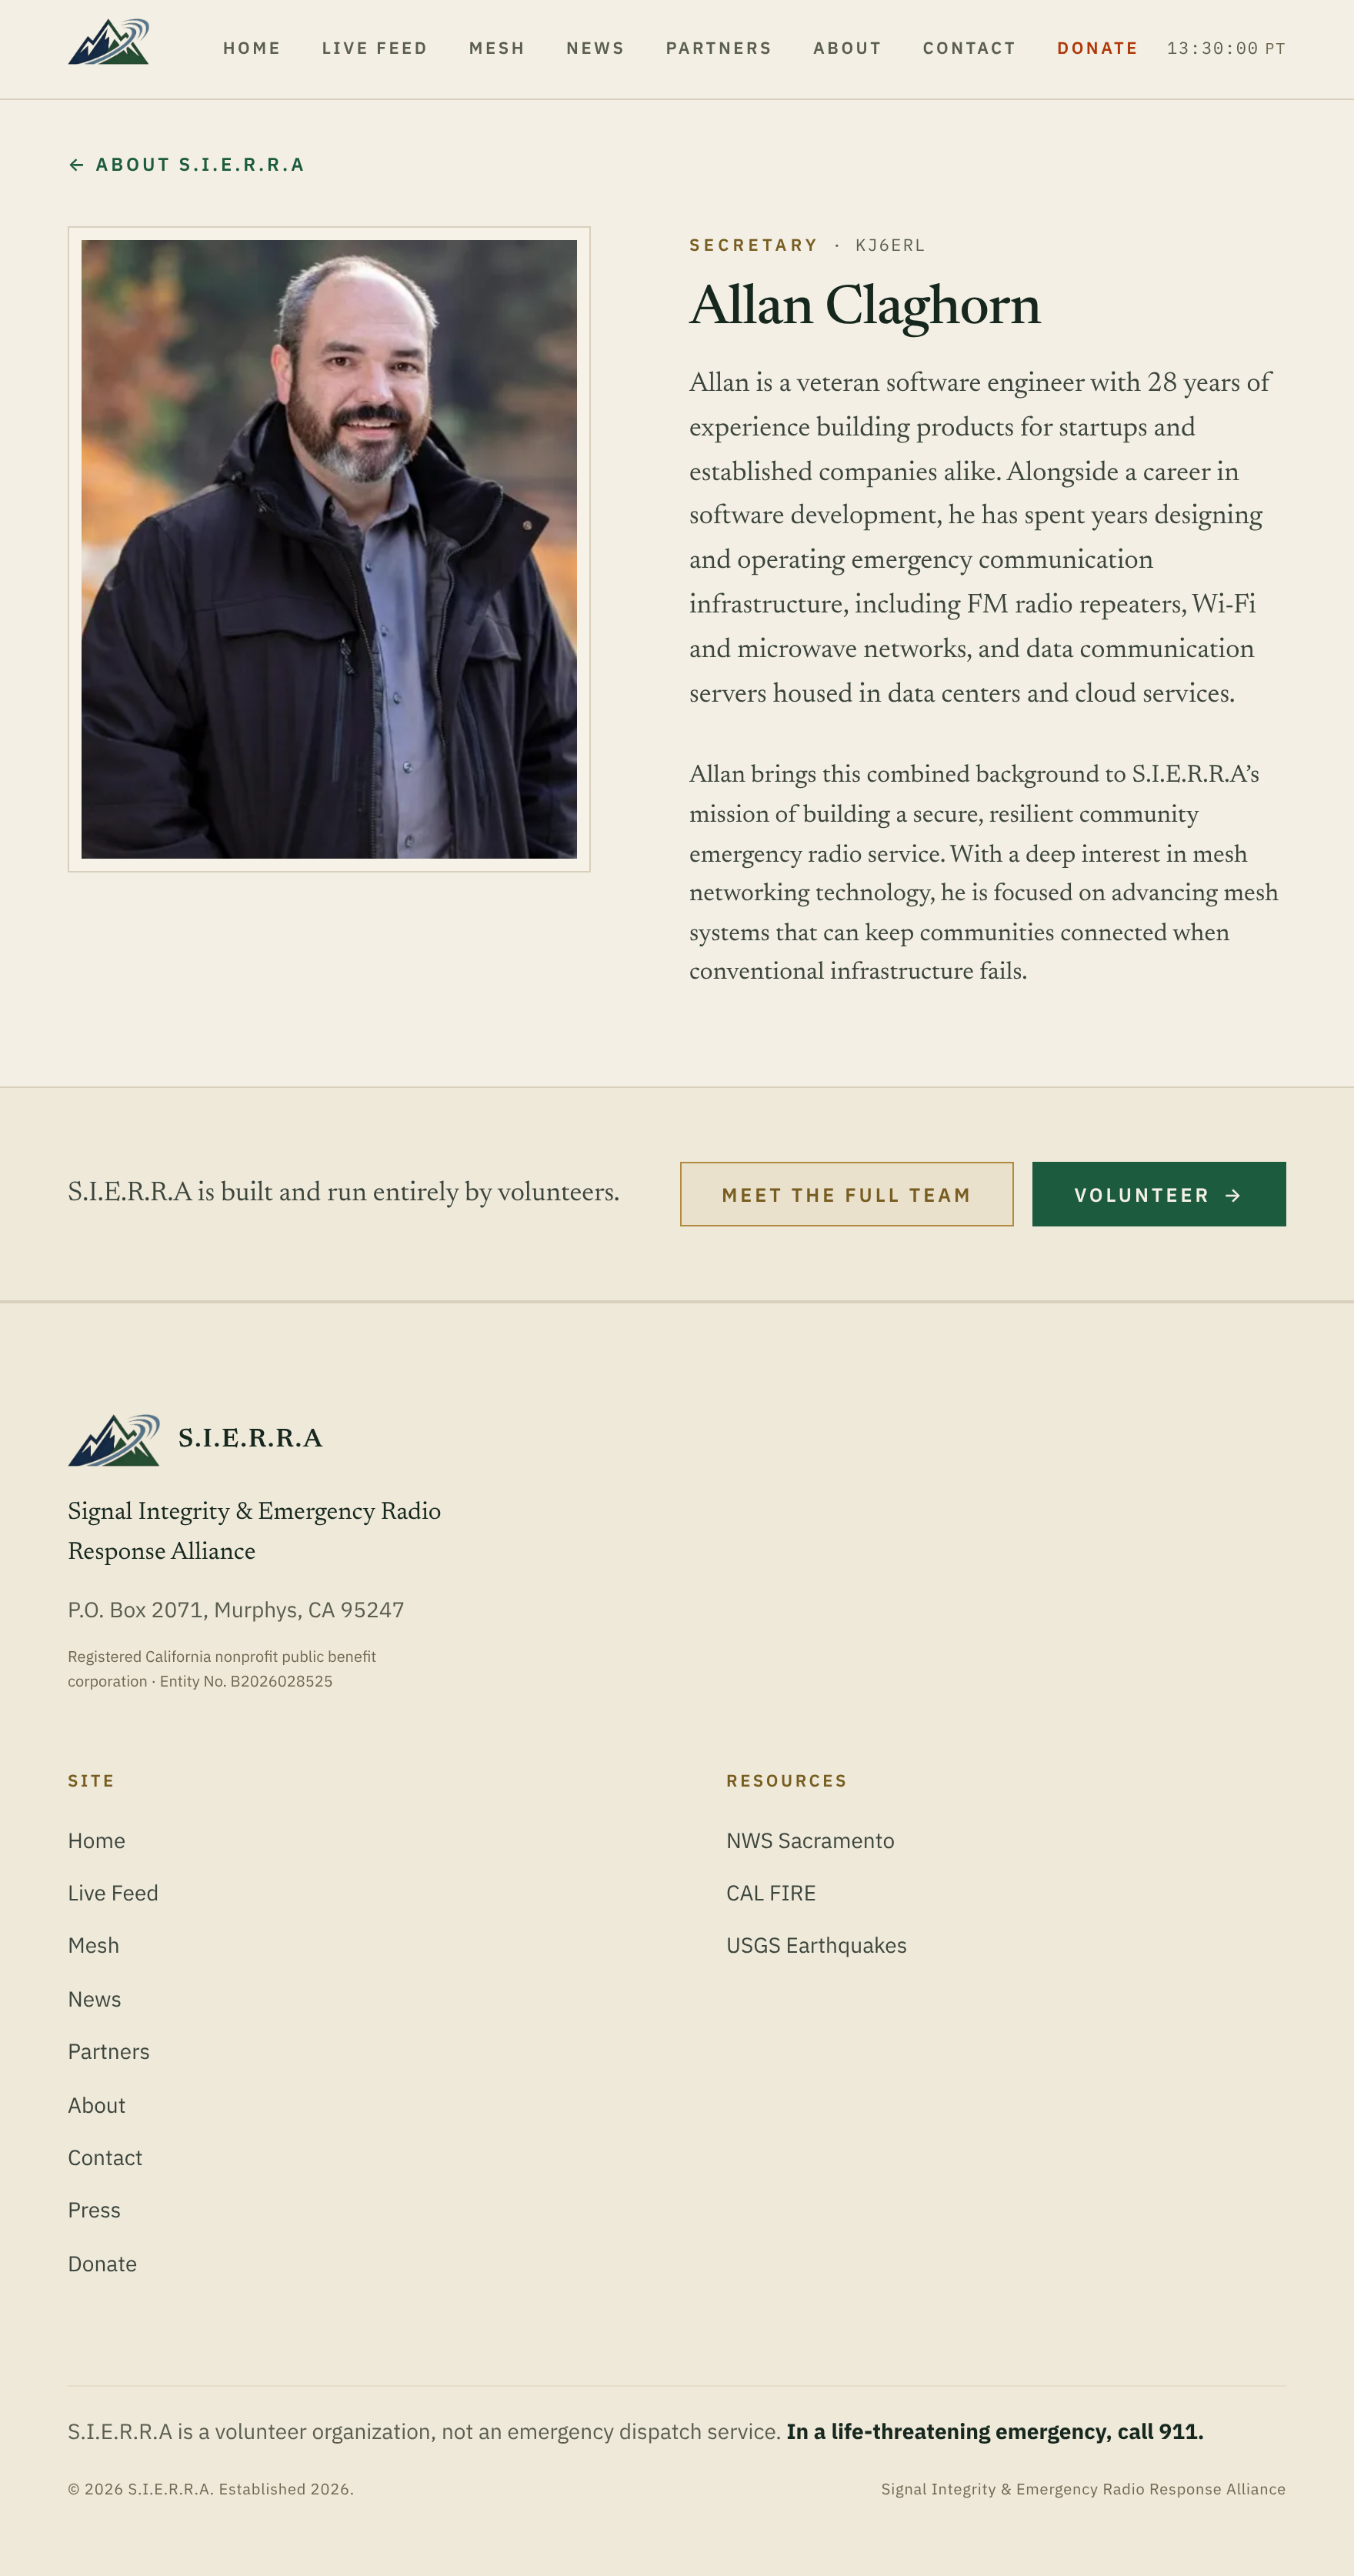 HOME LIVE FEED MESH NEWS PARTNERS ABOUT CONTACT DONATE 13:30:00 PT
← ABOUT S.I.E.R.R.A
SECRETARY · KJ6ERL
Allan Claghorn
Allan is a veteran software engineer with 28 years of
experience building products for startups and
established companies alike. Alongside a career in
software development, he has spent years designing
and operating emergency communication
infrastructure, including FM radio repeaters, Wi-Fi
and microwave networks, and data communication
servers housed in data centers and cloud services.
Allan brings this combined background to S.I.E.R.R.A’s
mission of building a secure, resilient community
emergency radio service. With a deep interest in mesh
networking technology, he is focused on advancing mesh
systems that can keep communities connected when
conventional infrastructure fails.
S.I.E.R.R.A is built and run entirely by volunteers.
MEET THE FULL TEAM
VOLUNTEER →
S.I.E.R.R.A
Signal Integrity & Emergency Radio
Response Alliance
P.O. Box 2071, Murphys, CA 95247
Registered California nonprofit public benefit
corporation · Entity No. B2026028525
SITE
Home
Live Feed
Mesh
News
Partners
About
Contact
Press
Donate
RESOURCES
NWS Sacramento
CAL FIRE
USGS Earthquakes
S.I.E.R.R.A is a volunteer organization, not an emergency dispatch service. In a life-threatening emergency, call 911.
© 2026 S.I.E.R.R.A. Established 2026.
Signal Integrity & Emergency Radio Response Alliance